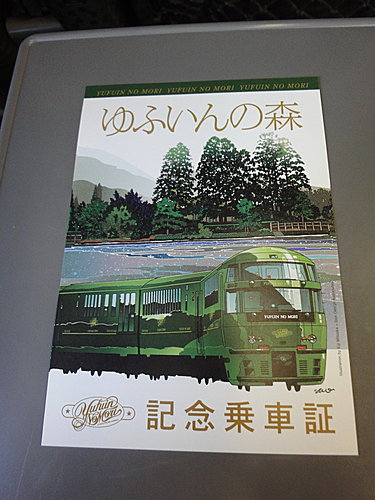 YUFUIN NO MORI YUFUIN NO MORI YUFUIN NO MORI
ゆふいんの森
YUFUIN NO MORI
Yufuin
No Mori
記念乗車証